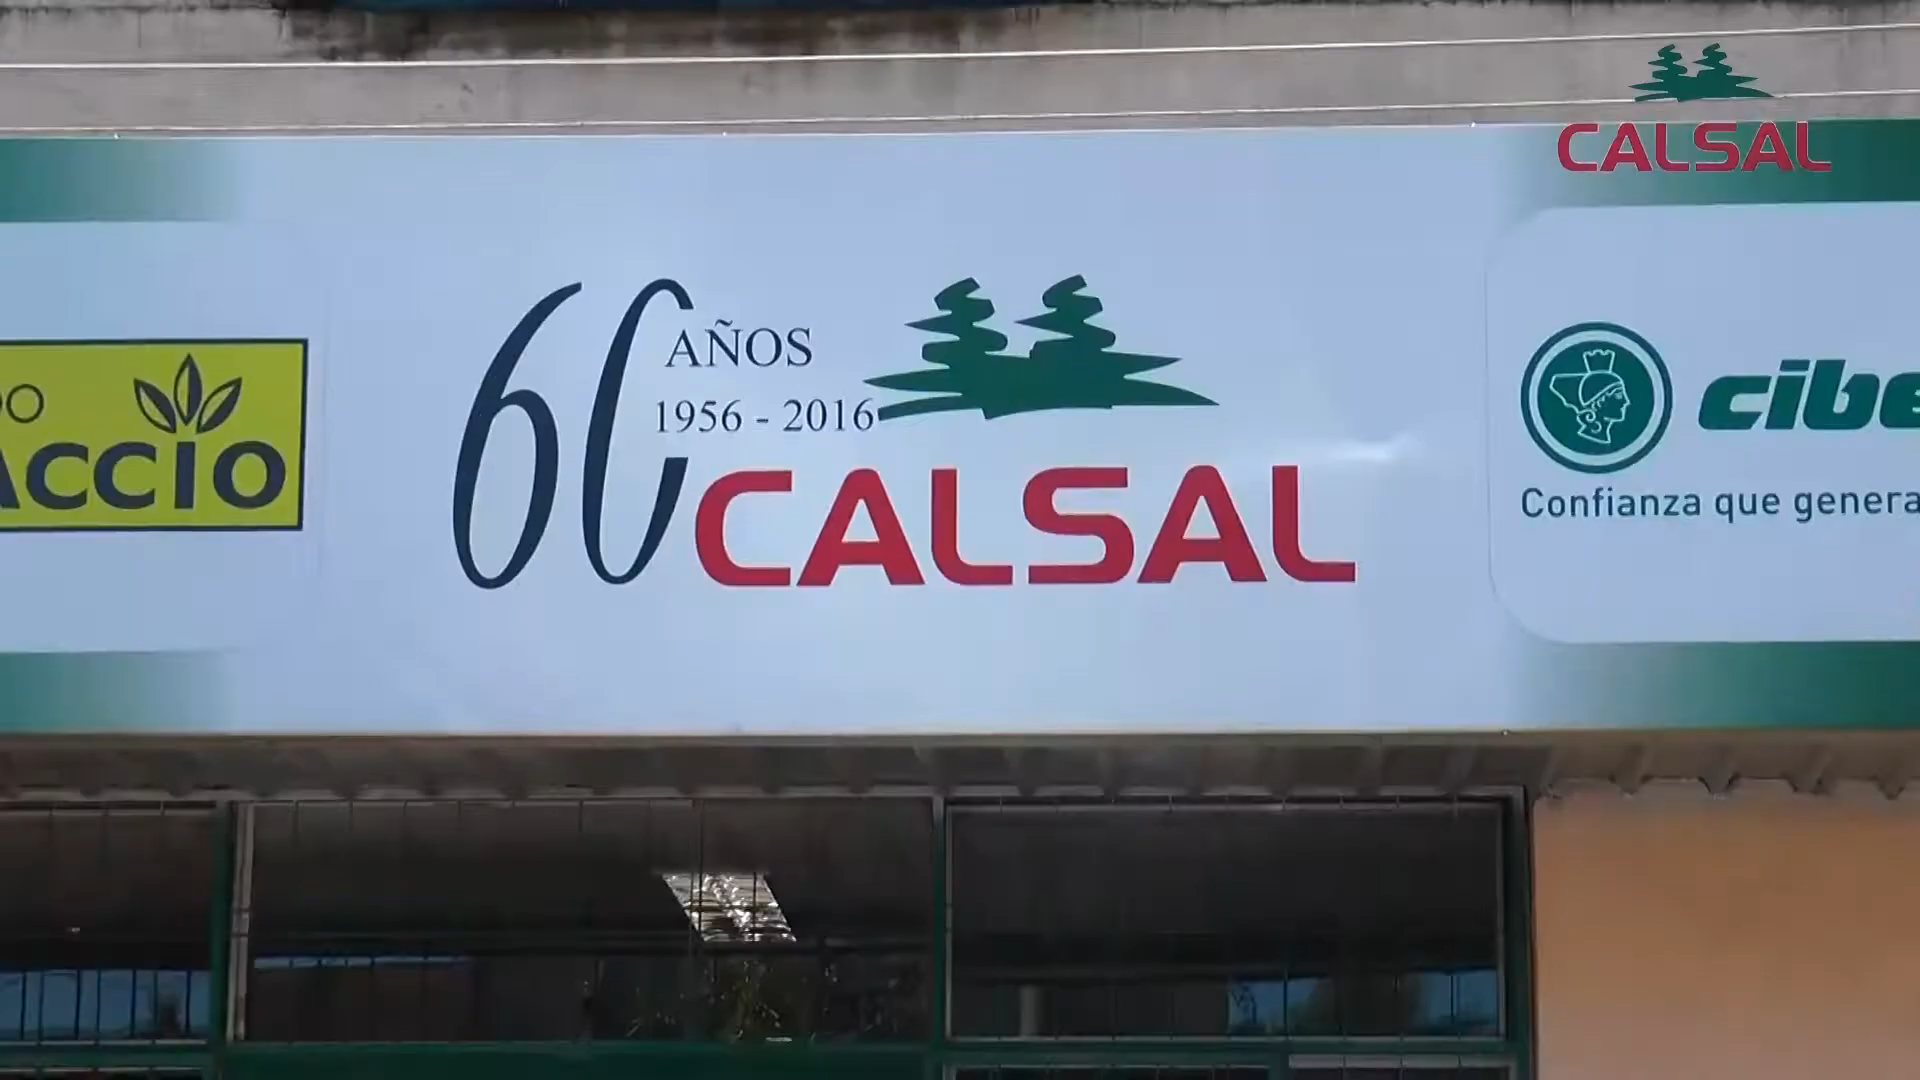 CALSAL
60 AÑOS
1956 - 2016
CALSAL
ACCIO
cibe
Confianza que genera